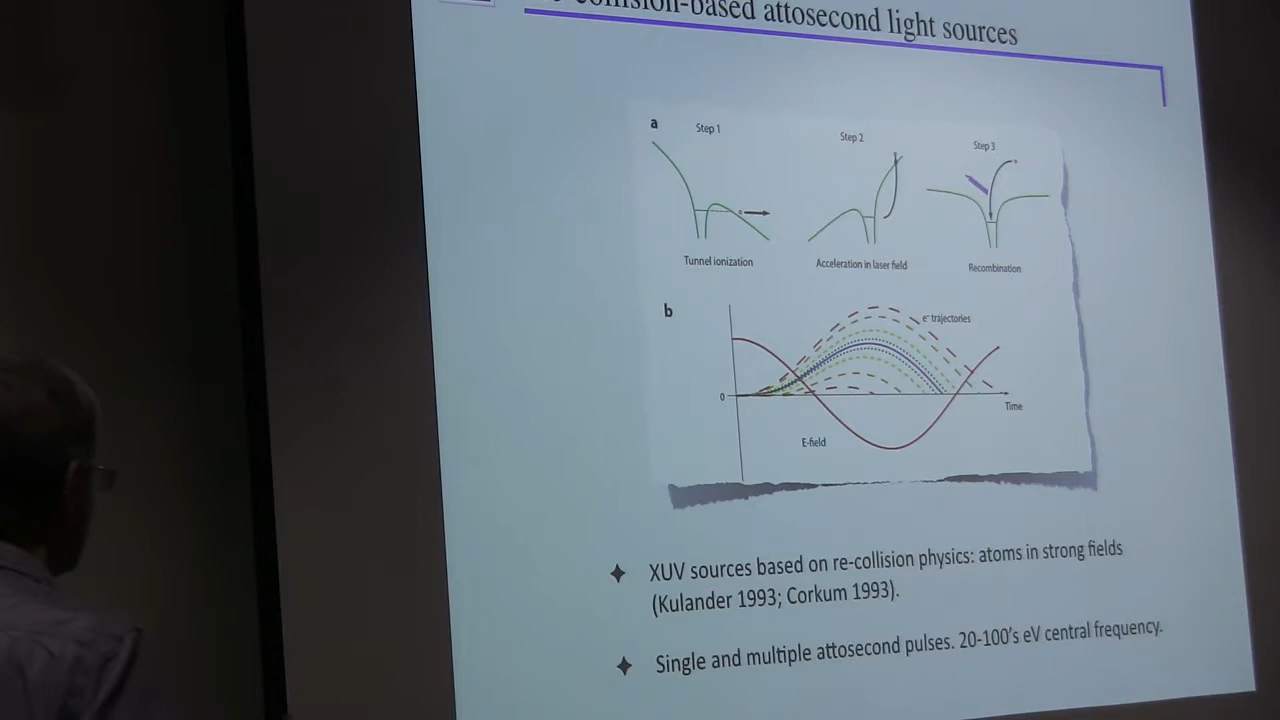 -based attosecond light sources
a
Step 1
Step 2
Step 3
Tunnel ionization
Acceleration in laser field
Recombination
b
e⁻ trajectories
0
Time
E-field
XUV sources based on re-collision physics: atoms in strong fields
(Kulander 1993; Corkum 1993).
Single and multiple attosecond pulses. 20-100's eV central frequency.